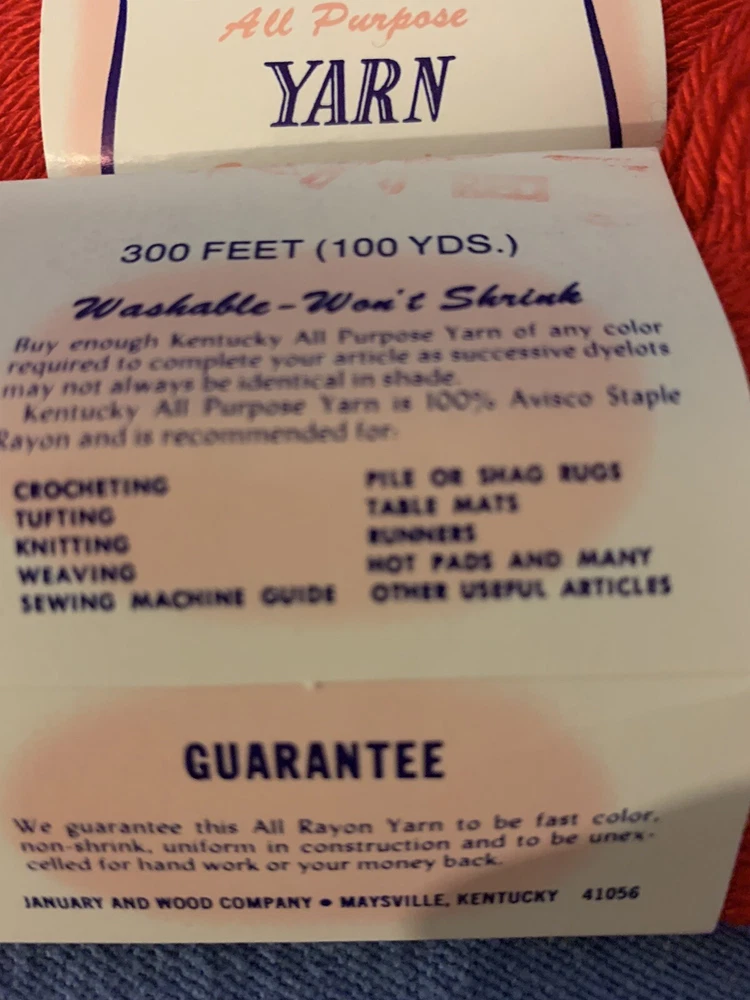 All Purpose
YARN
300 FEET (100 YDS.)
Washable-Won't Shrink
Buy enough Kentucky All Purpose Yarn of any color
required to complete your article as successive dyelots
may not always be identical in shade.
Kentucky All Purpose Yarn is 100% Avisco Staple
Rayon and is recommended for:
CROCHETING
TUFTING
KNITTING
WEAVING
SEWING MACHINE GUIDE
PILE OR SHAG RUGS
TABLE MATS
RUNNERS
HOT PADS AND MANY
OTHER USEFUL ARTICLES
GUARANTEE
We guarantee this All Rayon Yarn to be fast color,
non-shrink, uniform in construction and to be unex-
celled for hand work or your money back.
JANUARY AND WOOD COMPANY • MAYSVILLE, KENTUCKY 41056